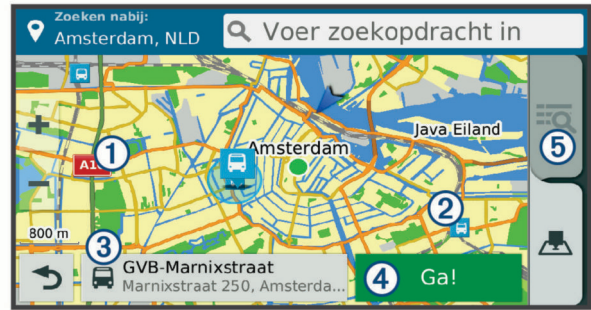 Zoeken nabij:
Amsterdam, NLD
Voer zoekopdracht in
1
A1
Amsterdam
Java Eiland
5
2
800 m
3
GVB-Marnixstraat
Marnixstraat 250, Amsterda...
4
Ga!